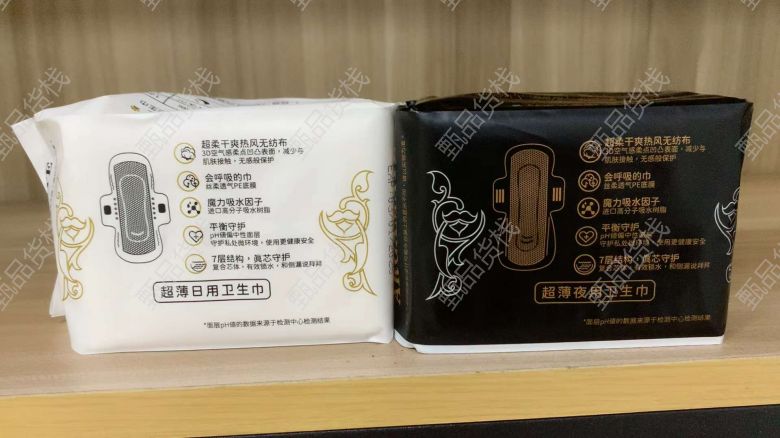 超柔干爽热风无纺布
3D空气感柔点凹凸表面，减少与
肌肤接触，无感般保护
会呼吸的巾
丝柔透气PE底膜
魔力吸水因子
进口高分子吸水树脂
平衡守护
pH值偏中性面层
守护私处微环境，使用更健康安全
7层结构，真芯守护
复合芯体，有效锁水，和侧漏说拜拜
超薄日用卫生巾
*面层pH值的数据来源于检测中心检测结果
超柔干爽热风无纺布
3D空气感柔点凹凸表面，减少与
肌肤接触，无感般保护
会呼吸的巾
丝柔透气PE底膜
魔力吸水因子
进口高分子吸水树脂
平衡守护
pH值偏中性面层
守护私处微环境，使用更健康安全
7层结构，真芯守护
复合芯体，有效锁水，和侧漏说拜拜
超薄夜用卫生巾
*面层pH值的数据来源于检测中心检测结果
甄品货栈